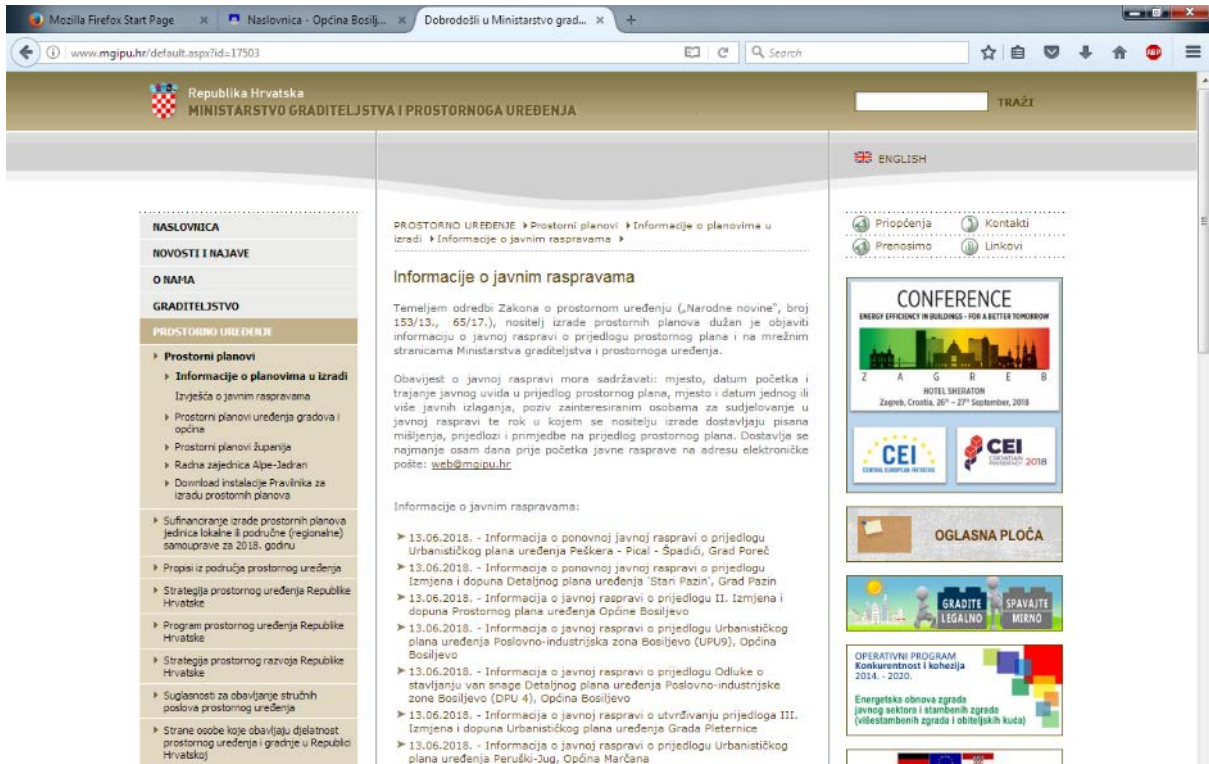 Mozilla Firefox Start Page
Naslovnica - Općina Bosilj...
Dobrodošli u Ministarstvo grad...
www.mgipu.hr/default.aspx?id=17503
Search
ABP
Republika Hrvatska
MINISTARSTVO GRADITELJSTVA I PROSTORNOGA UREĐENJA
TRAŽI
ENGLISH
NASLOVNICA
NOVOSTI I NAJAVE
O NAMA
GRADITELJSTVO
PROSTORNO UREĐENJE
Prostorni planovi
Informacije o planovima u izradi
Izvješća o javnim raspravama
Prostorni planovi uređenja gradova i
općina
Prostorni planovi županija
Radna zajednica Alpe-Jadran
Download instalacije Pravilnika za
izradu prostornih planova
Sufinanciranje izrade prostornih planova
jedinica lokalne ili područne (regionalne)
samouprave za 2018. godinu
Propisi iz područja prostornog uređenja
Strategija prostornog uređenja Republike
Hrvatske
Program prostornog uređenja Republike
Hrvatske
Strategija prostornog razvoja Republike
Hrvatske
Suglasnosti za obavljanje stručnih
poslova prostornog uređenja
Strane osobe koje obavljaju djelatnost
prostornog uređenja i gradnje u Republici
Hrvatskoj
PROSTORNO UREĐENJE Prostorni planovi Informacije o planovima u
izradi Informacije o javnim raspravama
Informacije o javnim raspravama
Temeljem odredbi Zakona o prostornom uređenju („Narodne novine", broj
153/13., 65/17.), nositelj izrade prostornih planova dužan je objaviti
informaciju o javnoj raspravi o prijedlogu prostornog plana i na mrežnim
stranicama Ministarstva graditeljstva i prostornoga uređenja.
Obavijest o javnoj raspravi mora sadržavati: mjesto, datum početka i
trajanje javnog uvida u prijedlog prostornog plana, mjesto i datum jednog ili
više javnih izlaganja, poziv zainteresiranim osobama za sudjelovanje u
javnoj raspravi te rok u kojem se nositelju izrade dostavljaju pisana
mišljenja, prijedlozi i primjedbe na prijedlog prostornog plana. Dostavlja se
najmanje osam dana prije početka javne rasprave na adresu elektroničke
pošte: web@mgipu.hr
Informacije o javnim raspravama:
13.06.2018. - Informacija o ponovnoj javnoj raspravi o prijedlogu
Urbanističkog plana uređenja Peškera - Pical - Špadići, Grad Poreč
13.06.2018. - Informacija o ponovnoj javnoj raspravi o prijedlogu
Izmjena i dopuna Detaljnog plana uređenja 'Stari Pazin', Grad Pazin
13.06.2018. - Informacija o javnoj raspravi o prijedlogu II. Izmjena i
dopuna Prostornog plana uređenja Općine Bosiljevo
13.06.2018. - Informacija o javnoj raspravi o prijedlogu Urbanističkog
plana uređenja Poslovno-industrijska zona Bosiljevo (UPU9), Općina
Bosiljevo
13.06.2018. - Informacija o javnoj raspravi o prijedlogu Odluke o
stavljanju van snage Detaljnog plana uređenja Poslovno-industrijske
zone Bosiljevo (DPU 4), Općina Bosiljevo
13.06.2018. - Informacija o javnoj raspravi o utvrđivanju prijedloga III.
Izmjena i dopuna Urbanističkog plana uređenja Grada Pleternice
13.06.2018. - Informacija o javnoj raspravi o prijedlogu Urbanističkog
plana uređenja Peruški-Jug, Općina Marčana
Priopćenja
Kontakti
Prenosimo
Linkovi
CONFERENCE
ENERGY EFFICIENCY IN BUILDINGS - FOR A BETTER TOMORROW
Z A G R E B
HOTEL SHERATON
Zagreb, Croatia, 26th – 27th September, 2018
CEI
CENTRAL EUROPEAN INITIATIVE
CEI
CROATIAN
PRESIDENCY 2018
OGLASNA PLOČA
GRADITE
LEGALNO
SPAVAJTE
MIRNO
OPERATIVNI PROGRAM
Konkurentnost i kohezija
2014. - 2020.
Energetska obnova zgrada
javnog sektora i stambenih zgrada
(višestambenih zgrada i obiteljskih kuća)